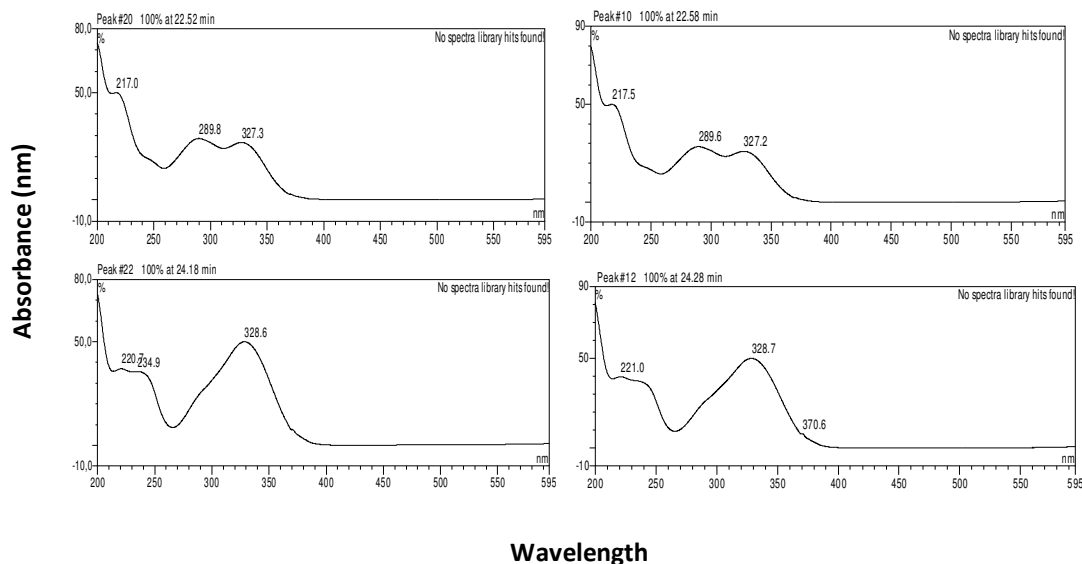 Peak #20 100% at 22.52 min
80,0
%
No spectra library hits found!
217.0
50,0
289.8
327.3
-10,0
nm
200 250 300 350 400 450 500 550 595
Peak #10 100% at 22.58 min
90
%
No spectra library hits found!
217.5
50
289.6
327.2
-10
nm
200 250 300 350 400 450 500 550 595
Absorbance (nm)
Peak #22 100% at 24.18 min
80,0
%
No spectra library hits found!
50,0
220.7
234.9
328.6
-10,0
nm
200 250 300 350 400 450 500 550 595
Peak #12 100% at 24.28 min
90
%
No spectra library hits found!
50
221.0
328.7
370.6
-10
nm
200 250 300 350 400 450 500 550 595
Wavelength